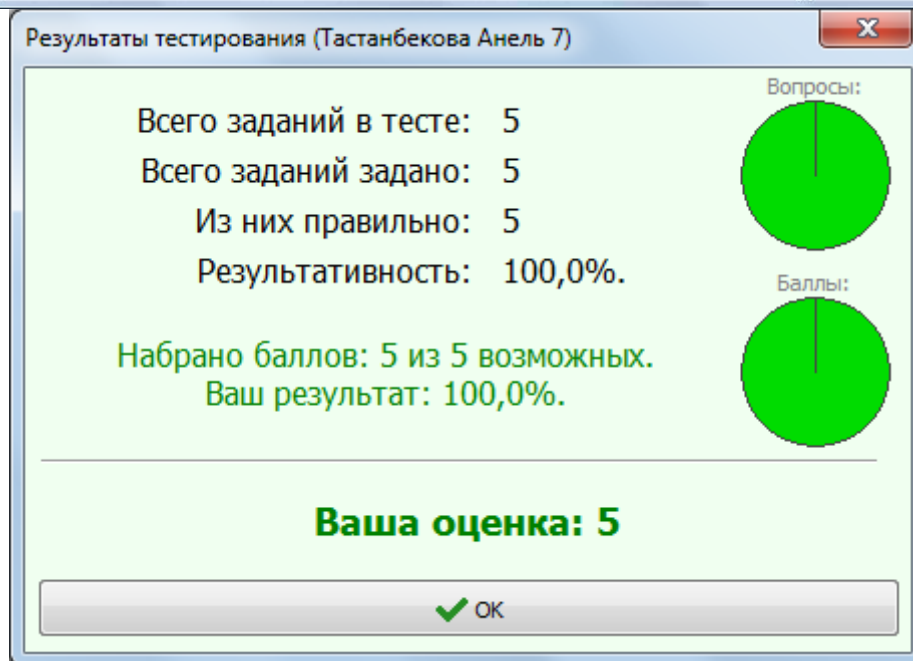 Результаты тестирования (Тастанбекова Анель 7)
Вопросы:
Всего заданий в тесте: 5
Всего заданий задано: 5
Из них правильно: 5
Результативность: 100,0%.
Баллы:
Набрано баллов: 5 из 5 возможных.
Ваш результат: 100,0%.
Ваша оценка: 5
ОК